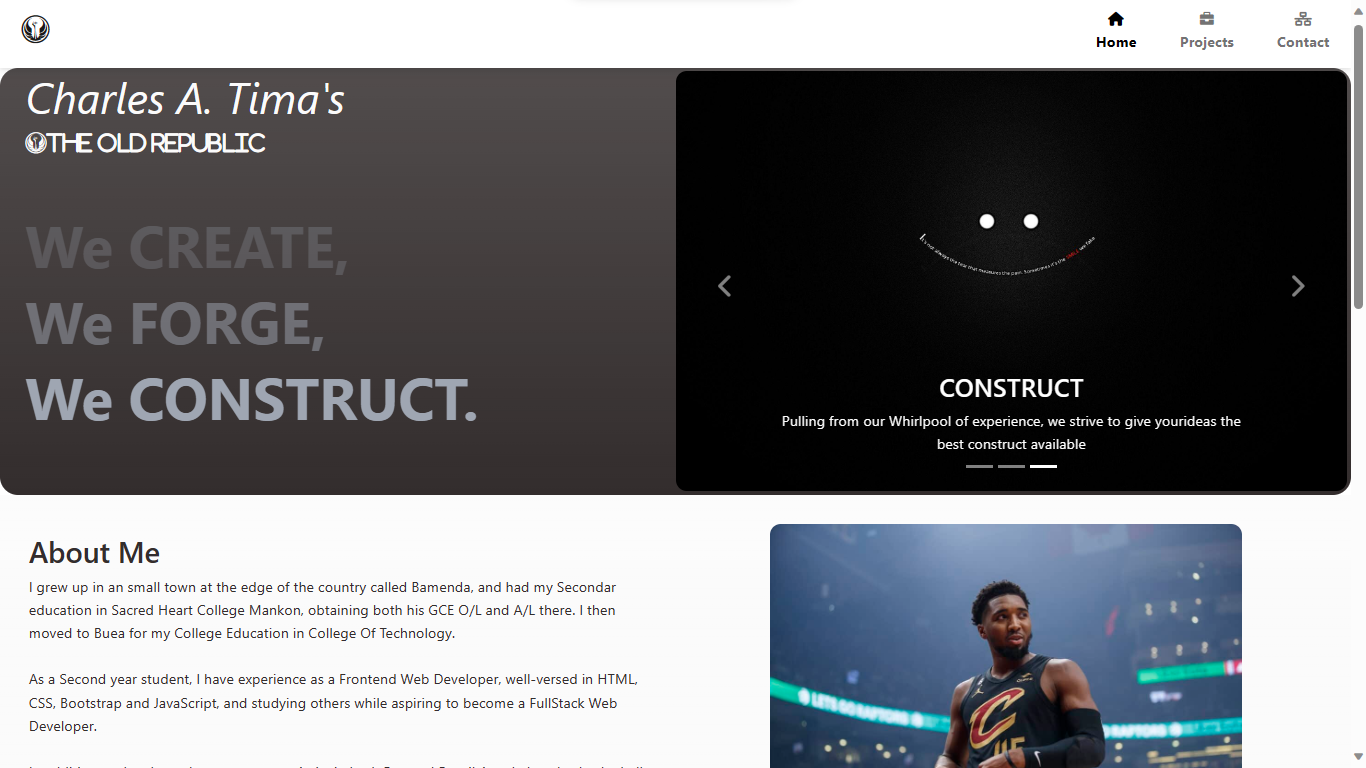 Home
Projects
Contact
Charles A. Tima's
THE OLD REPUBLIC
We CREATE,
We FORGE,
We CONSTRUCT.
It's not always the tear that measures the pain. Sometimes it's the SMILE we fake
CONSTRUCT
Pulling from our Whirlpool of experience, we strive to give yourideas the
best construct available
About Me
I grew up in an small town at the edge of the country called Bamenda, and had my Secondar
education in Sacred Heart College Mankon, obtaining both his GCE O/L and A/L there. I then
moved to Buea for my College Education in College Of Technology.
As a Second year student, I have experience as a Frontend Web Developer, well-versed in HTML,
CSS, Bootstrap and JavaScript, and studying others while aspiring to become a FullStack Web
Developer.
LETS GO RAPTORS
RAPTORS